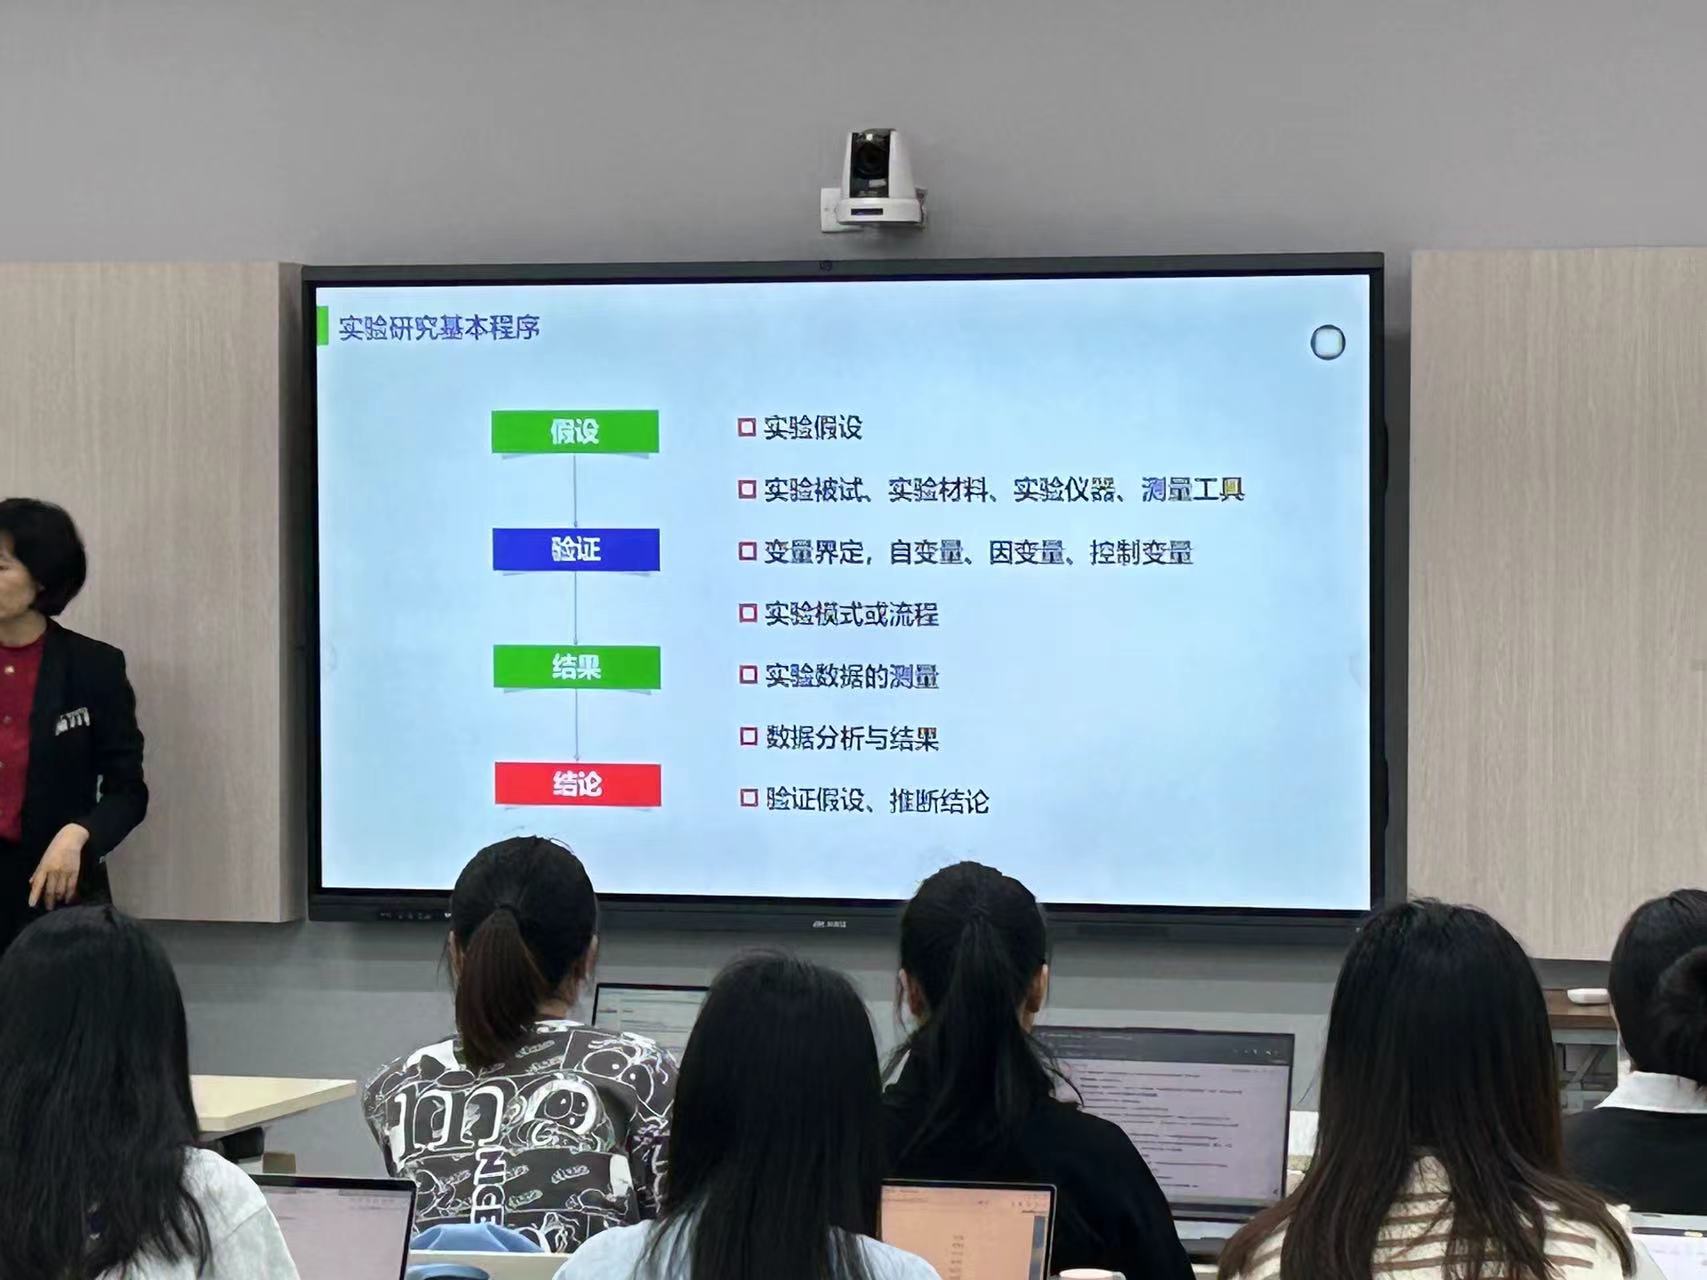 实验研究基本程序
假设
验证
结果
结论
实验假设
实验被试、实验材料、实验仪器、测量工具
变量界定，自变量、因变量、控制变量
实验模式或流程
实验数据的测量
数据分析与结果
验证假设、推断结论
me
NICE